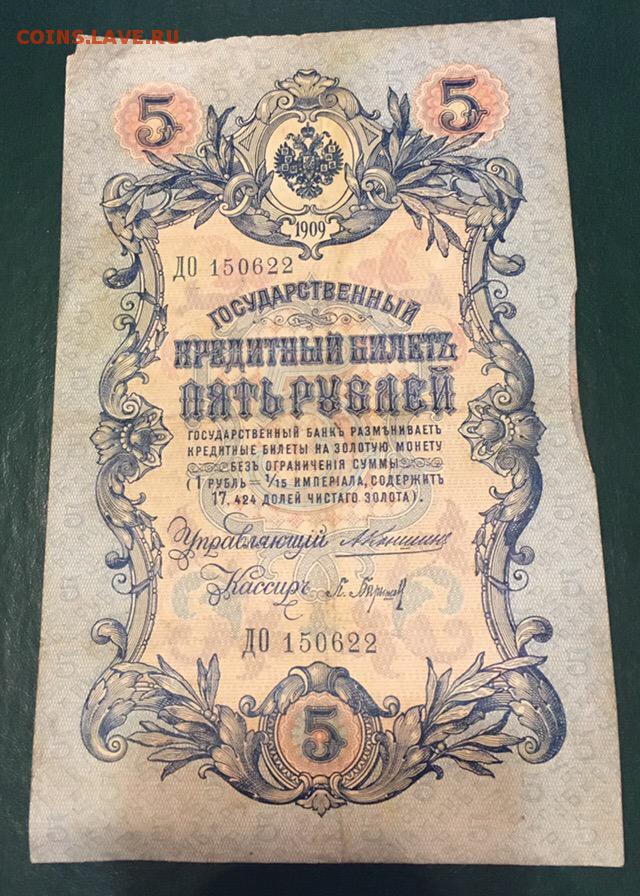 COINS.LAVE.RU
5 5
1909
ДО 150622
ГОСУДАРСТВЕННЫЙ
КРЕДИТНЫЙ БИЛЕТЪ
ПЯТЬ РУБЛЕЙ
ГОСУДАРСТВЕННЫЙ БАНКЪ РАЗМѢНИВАЕТЪ
КРЕДИТНЫЕ БИЛЕТЫ НА ЗОЛОТУЮ МОНЕТУ
БЕЗЪ ОГРАНИЧЕНІЯ СУММЫ
(1 РУБЛЬ = 1/15 ИМПЕРІАЛА, СОДЕРЖИТЪ
17,424 ДОЛЕЙ ЧИСТАГО ЗОЛОТА).
Управляющій
Кассиръ
ДО 150622
5